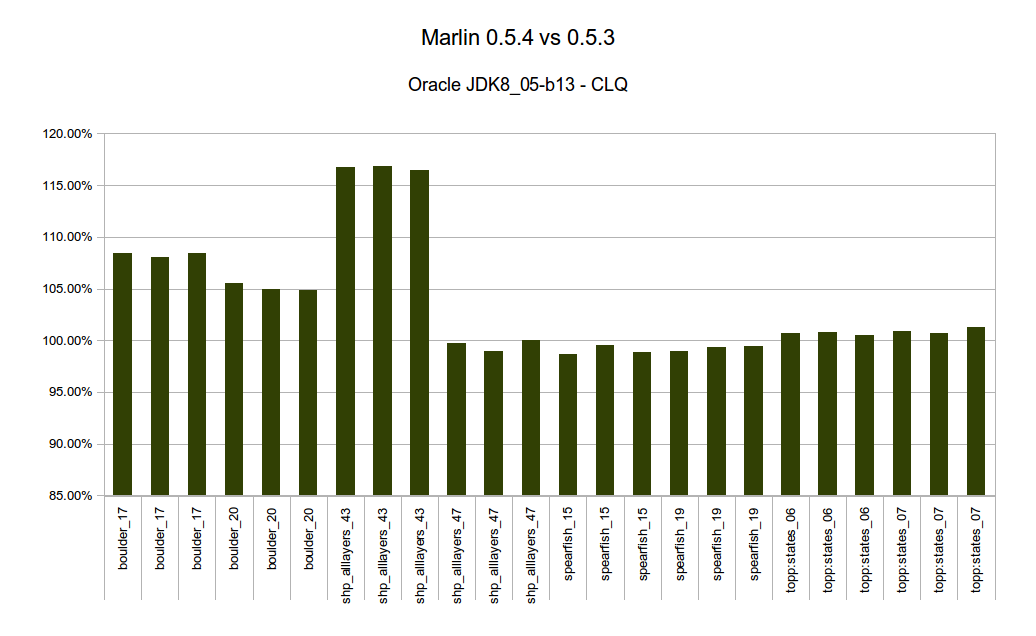 Marlin 0.5.4 vs 0.5.3
Oracle JDK8_05-b13 - CLQ
120.00%
115.00%
110.00%
105.00%
100.00%
95.00%
90.00%
85.00%
boulder_17
boulder_17
boulder_17
boulder_20
boulder_20
boulder_20
shp_alllayers_43
shp_alllayers_43
shp_alllayers_43
shp_alllayers_47
shp_alllayers_47
shp_alllayers_47
spearfish_15
spearfish_15
spearfish_15
spearfish_19
spearfish_19
spearfish_19
topp:states_06
topp:states_06
topp:states_06
topp:states_07
topp:states_07
topp:states_07